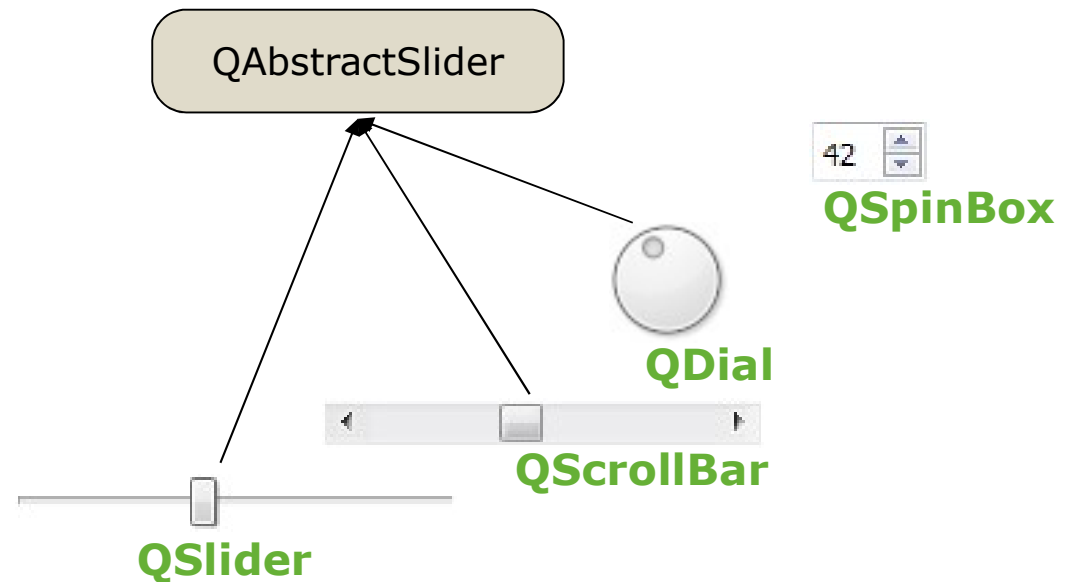 QAbstractSlider
42
QSpinBox
QDial
QScrollBar
QSlider